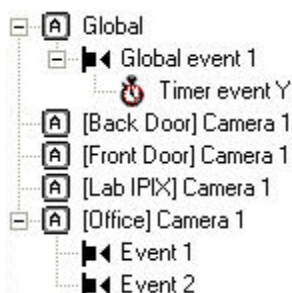 Global
Global event 1
Timer event Y
[Back Door] Camera 1
[Front Door] Camera 1
[Lab IPIX] Camera 1
[Office] Camera 1
Event 1
Event 2